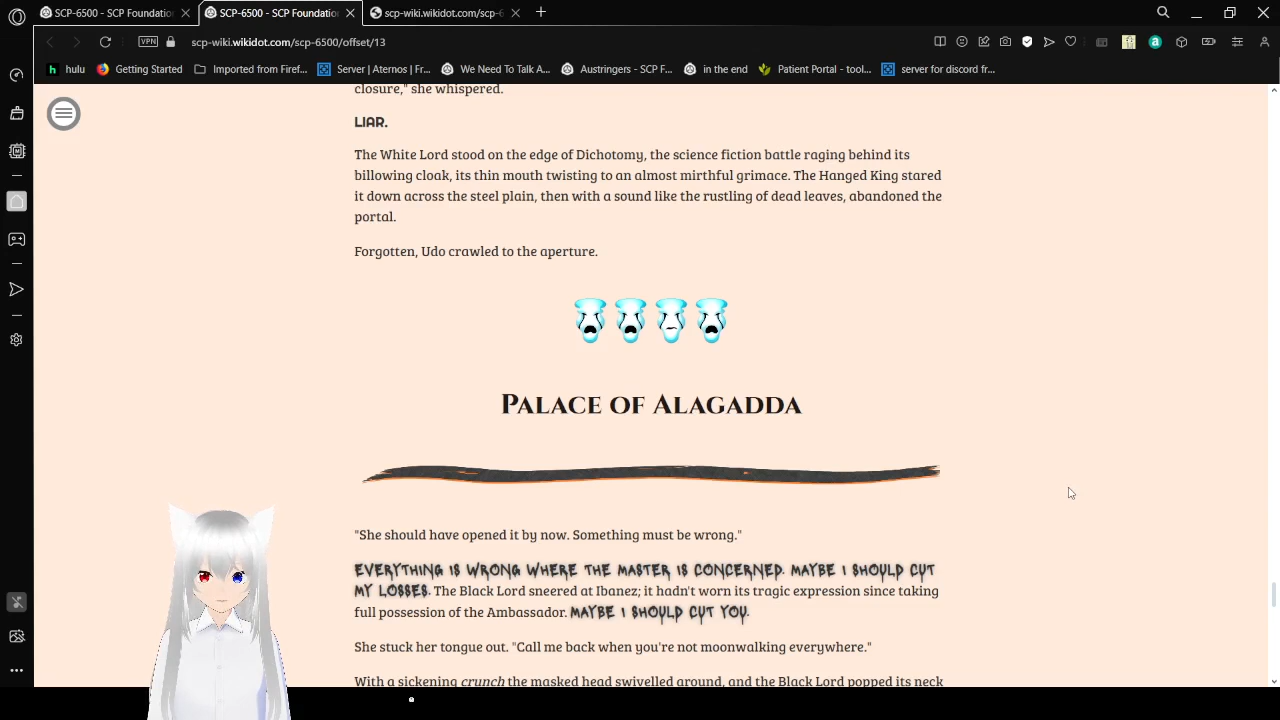 SCP-6500 - SCP Foundatio
SCP-6500 - SCP Foundatio
scp-wiki.wikidot.com/scp-6
VPN
scp-wiki.wikidot.com/scp-6500/offset/13
hulu
Getting Started
Imported from Firef...
Server | Aternos | Fr...
We Need To Talk A...
Austringers - SCP F...
in the end
Patient Portal - tool...
server for discord fr...
closure," she whispered.
LIAR.
The White Lord stood on the edge of Dichotomy, the science fiction battle raging behind its
billowing cloak, its thin mouth twisting to an almost mirthful grimace. The Hanged King stared
it down across the steel plain, then with a sound like the rustling of dead leaves, abandoned the
portal.
Forgotten, Udo crawled to the aperture.
Palace of Alagadda
"She should have opened it by now. Something must be wrong."
EVERYTHING IS WRONG WHERE THE MASTER IS CONCERNED. MAYBE I SHOULD CUT
MY LOSSES. The Black Lord sneered at Ibanez; it hadn't worn its tragic expression since taking
full possession of the Ambassador. MAYBE I SHOULD CUT YOU.
She stuck her tongue out. "Call me back when you're not moonwalking everywhere."
With a sickening crunch the masked head swivelled around, and the Black Lord popped its neck